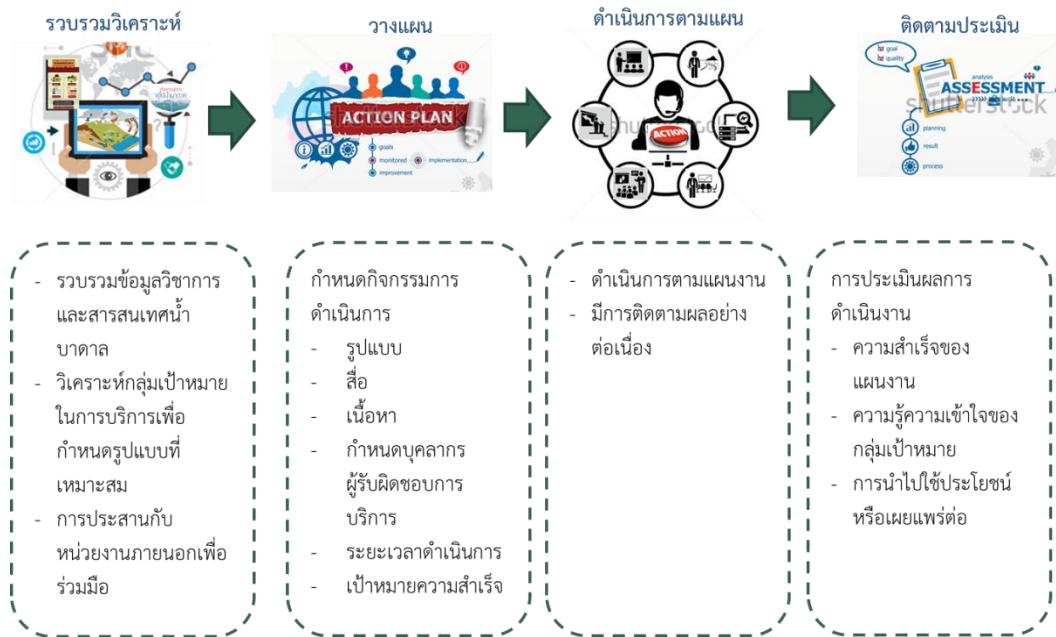 รวบรวมวิเคราะห์
วางแผน
ดำเนินการตามแผน
ติดตามประเมิน
ACTION PLAN
goals
monitored
implementation
improvement
ACTION
goal
quality
analysis
ASSESSMENT
shutterstock
planning
result
process
- รวบรวมข้อมูลวิชาการ
และสารสนเทศน้ำ
บาดาล
- วิเคราะห์กลุ่มเป้าหมาย
ในการบริการเพื่อ
กำหนดรูปแบบที่
เหมาะสม
- การประสานกับ
หน่วยงานภายนอกเพื่อ
ร่วมมือ
กำหนดกิจกรรมการ
ดำเนินการ
- รูปแบบ
- สื่อ
- เนื้อหา
- กำหนดบุคลากร
ผู้รับผิดชอบการ
บริการ
- ระยะเวลาดำเนินการ
- เป้าหมายความสำเร็จ
- ดำเนินการตามแผนงาน
- มีการติดตามผลอย่าง
ต่อเนื่อง
การประเมินผลการ
ดำเนินงาน
- ความสำเร็จของ
แผนงาน
- ความรู้ความเข้าใจของ
กลุ่มเป้าหมาย
- การนำไปใช้ประโยชน์
หรือเผยแพร่ต่อ